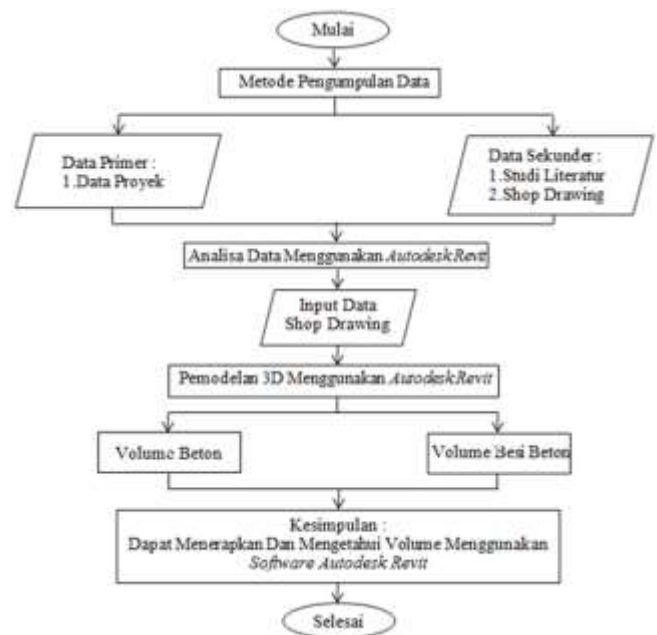 Mulai
Metode Pengumpulan Data
Data Primer :
1.Data Proyek
Data Sekunder :
1.Studi Literatur
2.Shop Drawing
Analisa Data Menggunakan Autodesk Revit
Input Data
Shop Drawing
Pemodelan 3D Menggunakan Autodesk Revit
Volume Beton
Volume Besi Beton
Kesimpulan :
Dapat Menerapkan Dan Mengetahui Volume Menggunakan
Software Autodesk Revit
Selesai